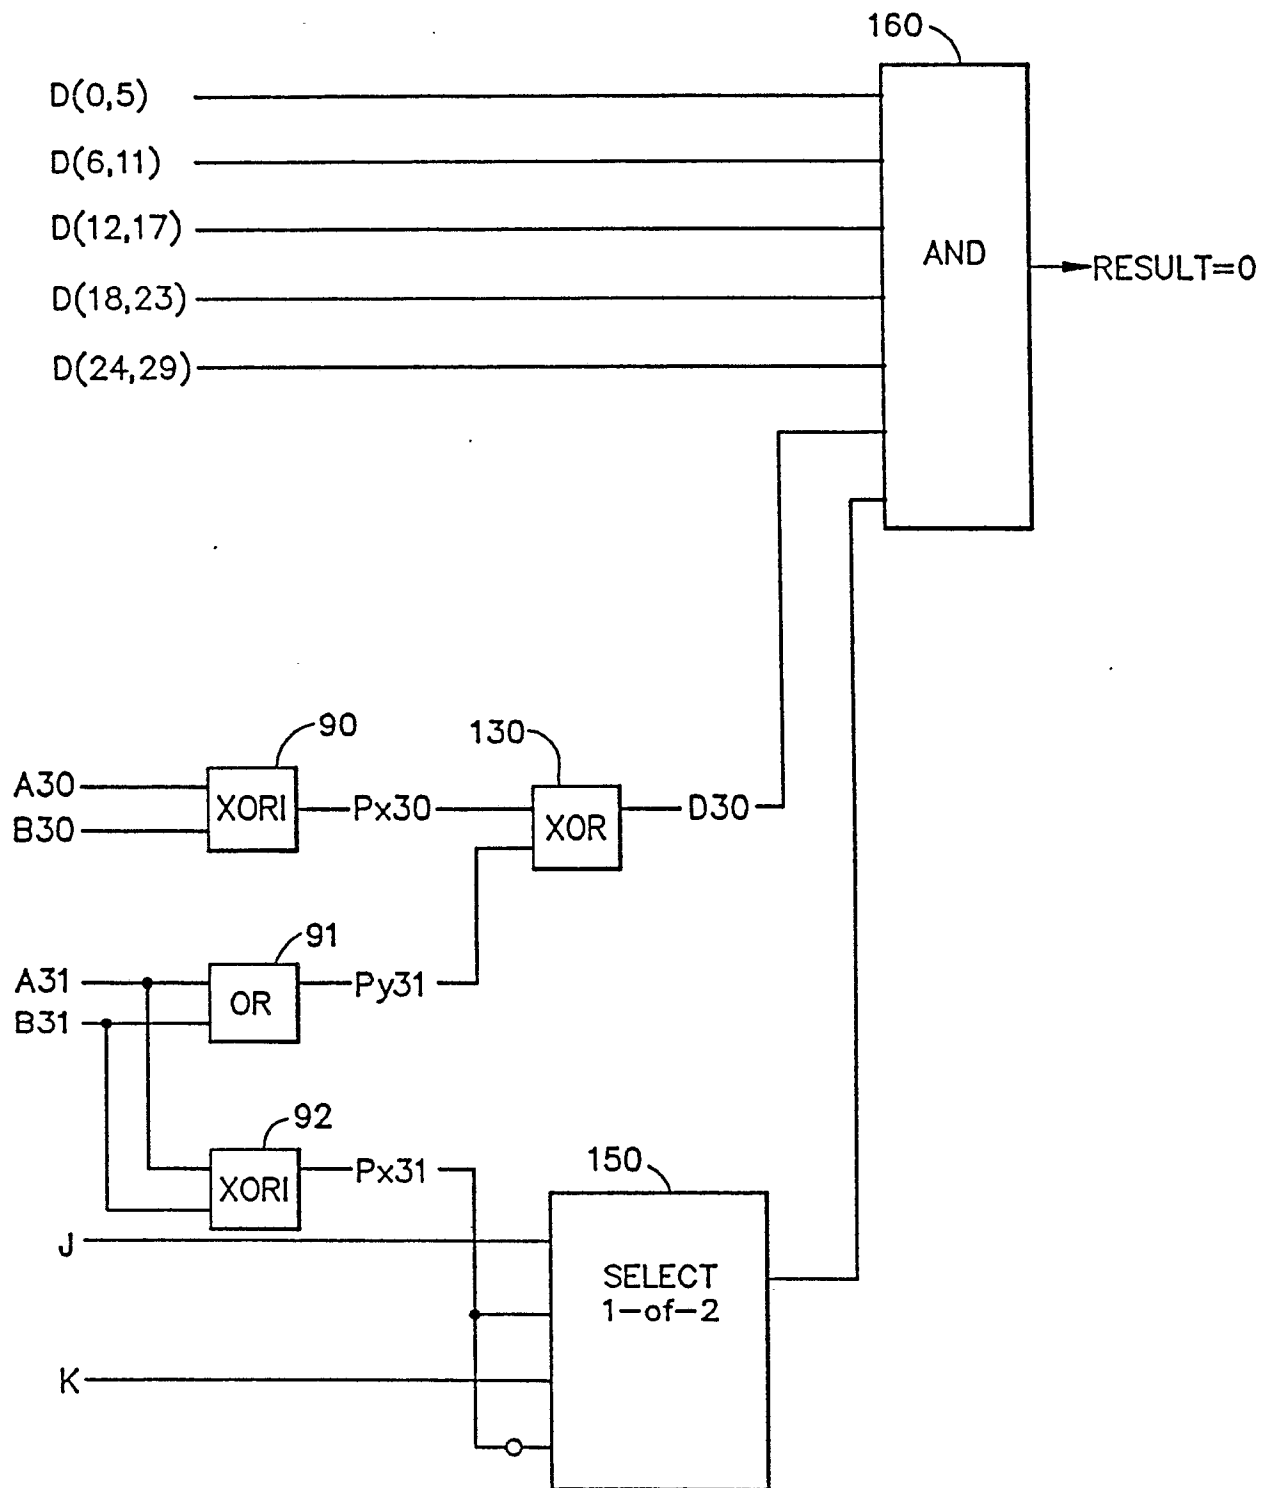 160
D(0,5)
D(6,11)
D(12,17)
D(18,23)
D(24,29)
AND
RESULT=0
90
130
A30
B30
XORI
Px30
XOR
D30
91
A31
B31
OR
Py31
92
XORI
Px31
150
J
SELECT
1-of-2
K